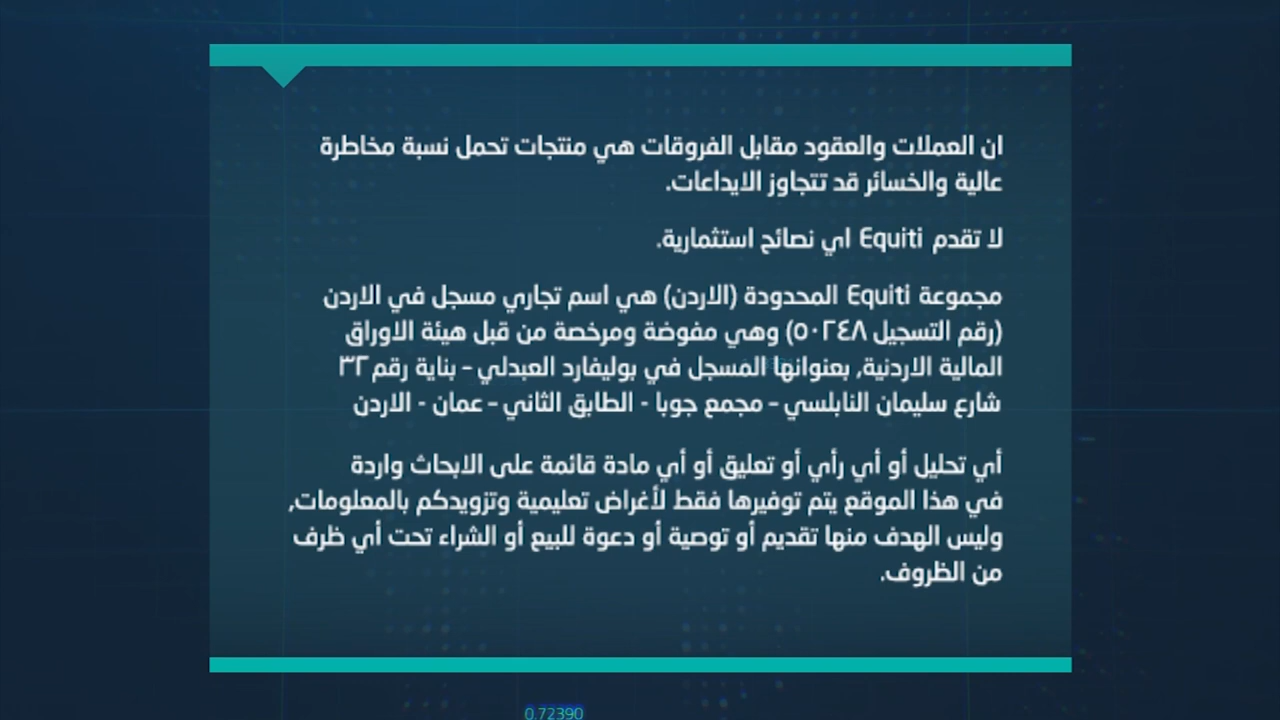 ان العملات والعقود مقابل الفروقات هي منتجات تحمل نسبة مخاطرة
عالية والخسائر قد تتجاوز الايداعات.
لا تقدم Equiti اي نصائح استثمارية.
مجموعة Equiti المحدودة (الاردن) هي اسم تجاري مسجل في الاردن
(رقم التسجيل ٥٠٢٤٨) وهي مفوضة ومرخصة من قبل هيئة الاوراق
المالية الاردنية, بعنوانها المسجل في بوليفارد العبدلي - بناية رقم ٣٢
شارع سليمان النابلسي - مجمع جوبا - الطابق الثاني - عمان - الاردن
أي تحليل أو أي رأي أو تعليق أو أي مادة قائمة على الابحاث واردة
في هذا الموقع يتم توفيرها فقط لأغراض تعليمية وتزويدكم بالمعلومات,
وليس الهدف منها تقديم أو توصية أو دعوة للبيع أو الشراء تحت أي ظرف
من الظروف.
0.72390